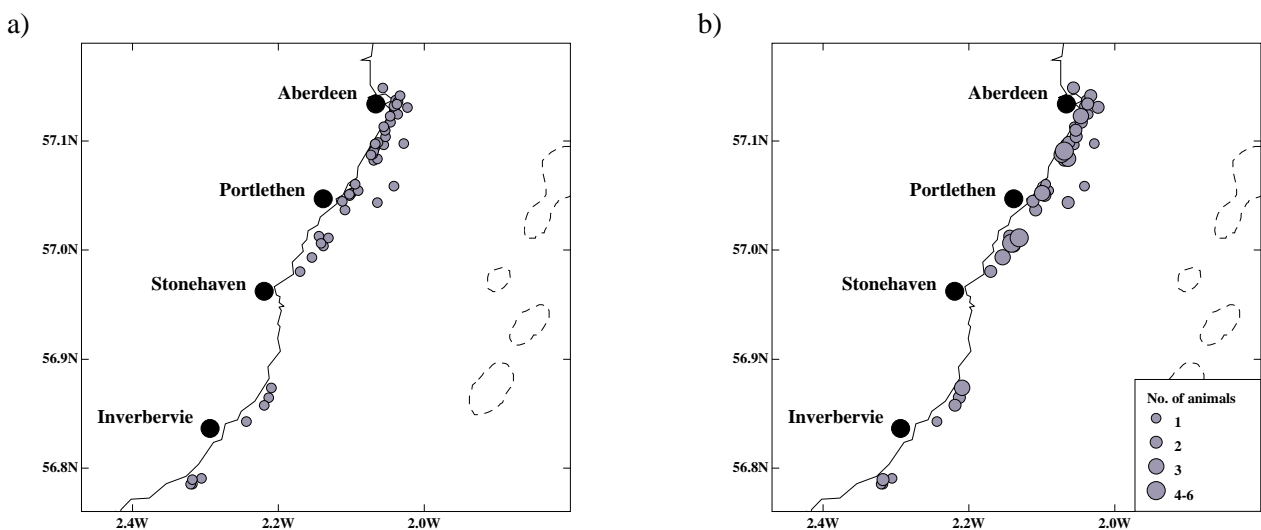 a)
Aberdeen
57.1N
Portlethen
57.0N
Stonehaven
56.9N
Inverbervie
56.8N
2.4W 2.2W 2.0W
b)
Aberdeen
57.1N
Portlethen
57.0N
Stonehaven
56.9N
Inverbervie
56.8N
2.4W 2.2W 2.0W
No. of animals
1
2
3
4-6